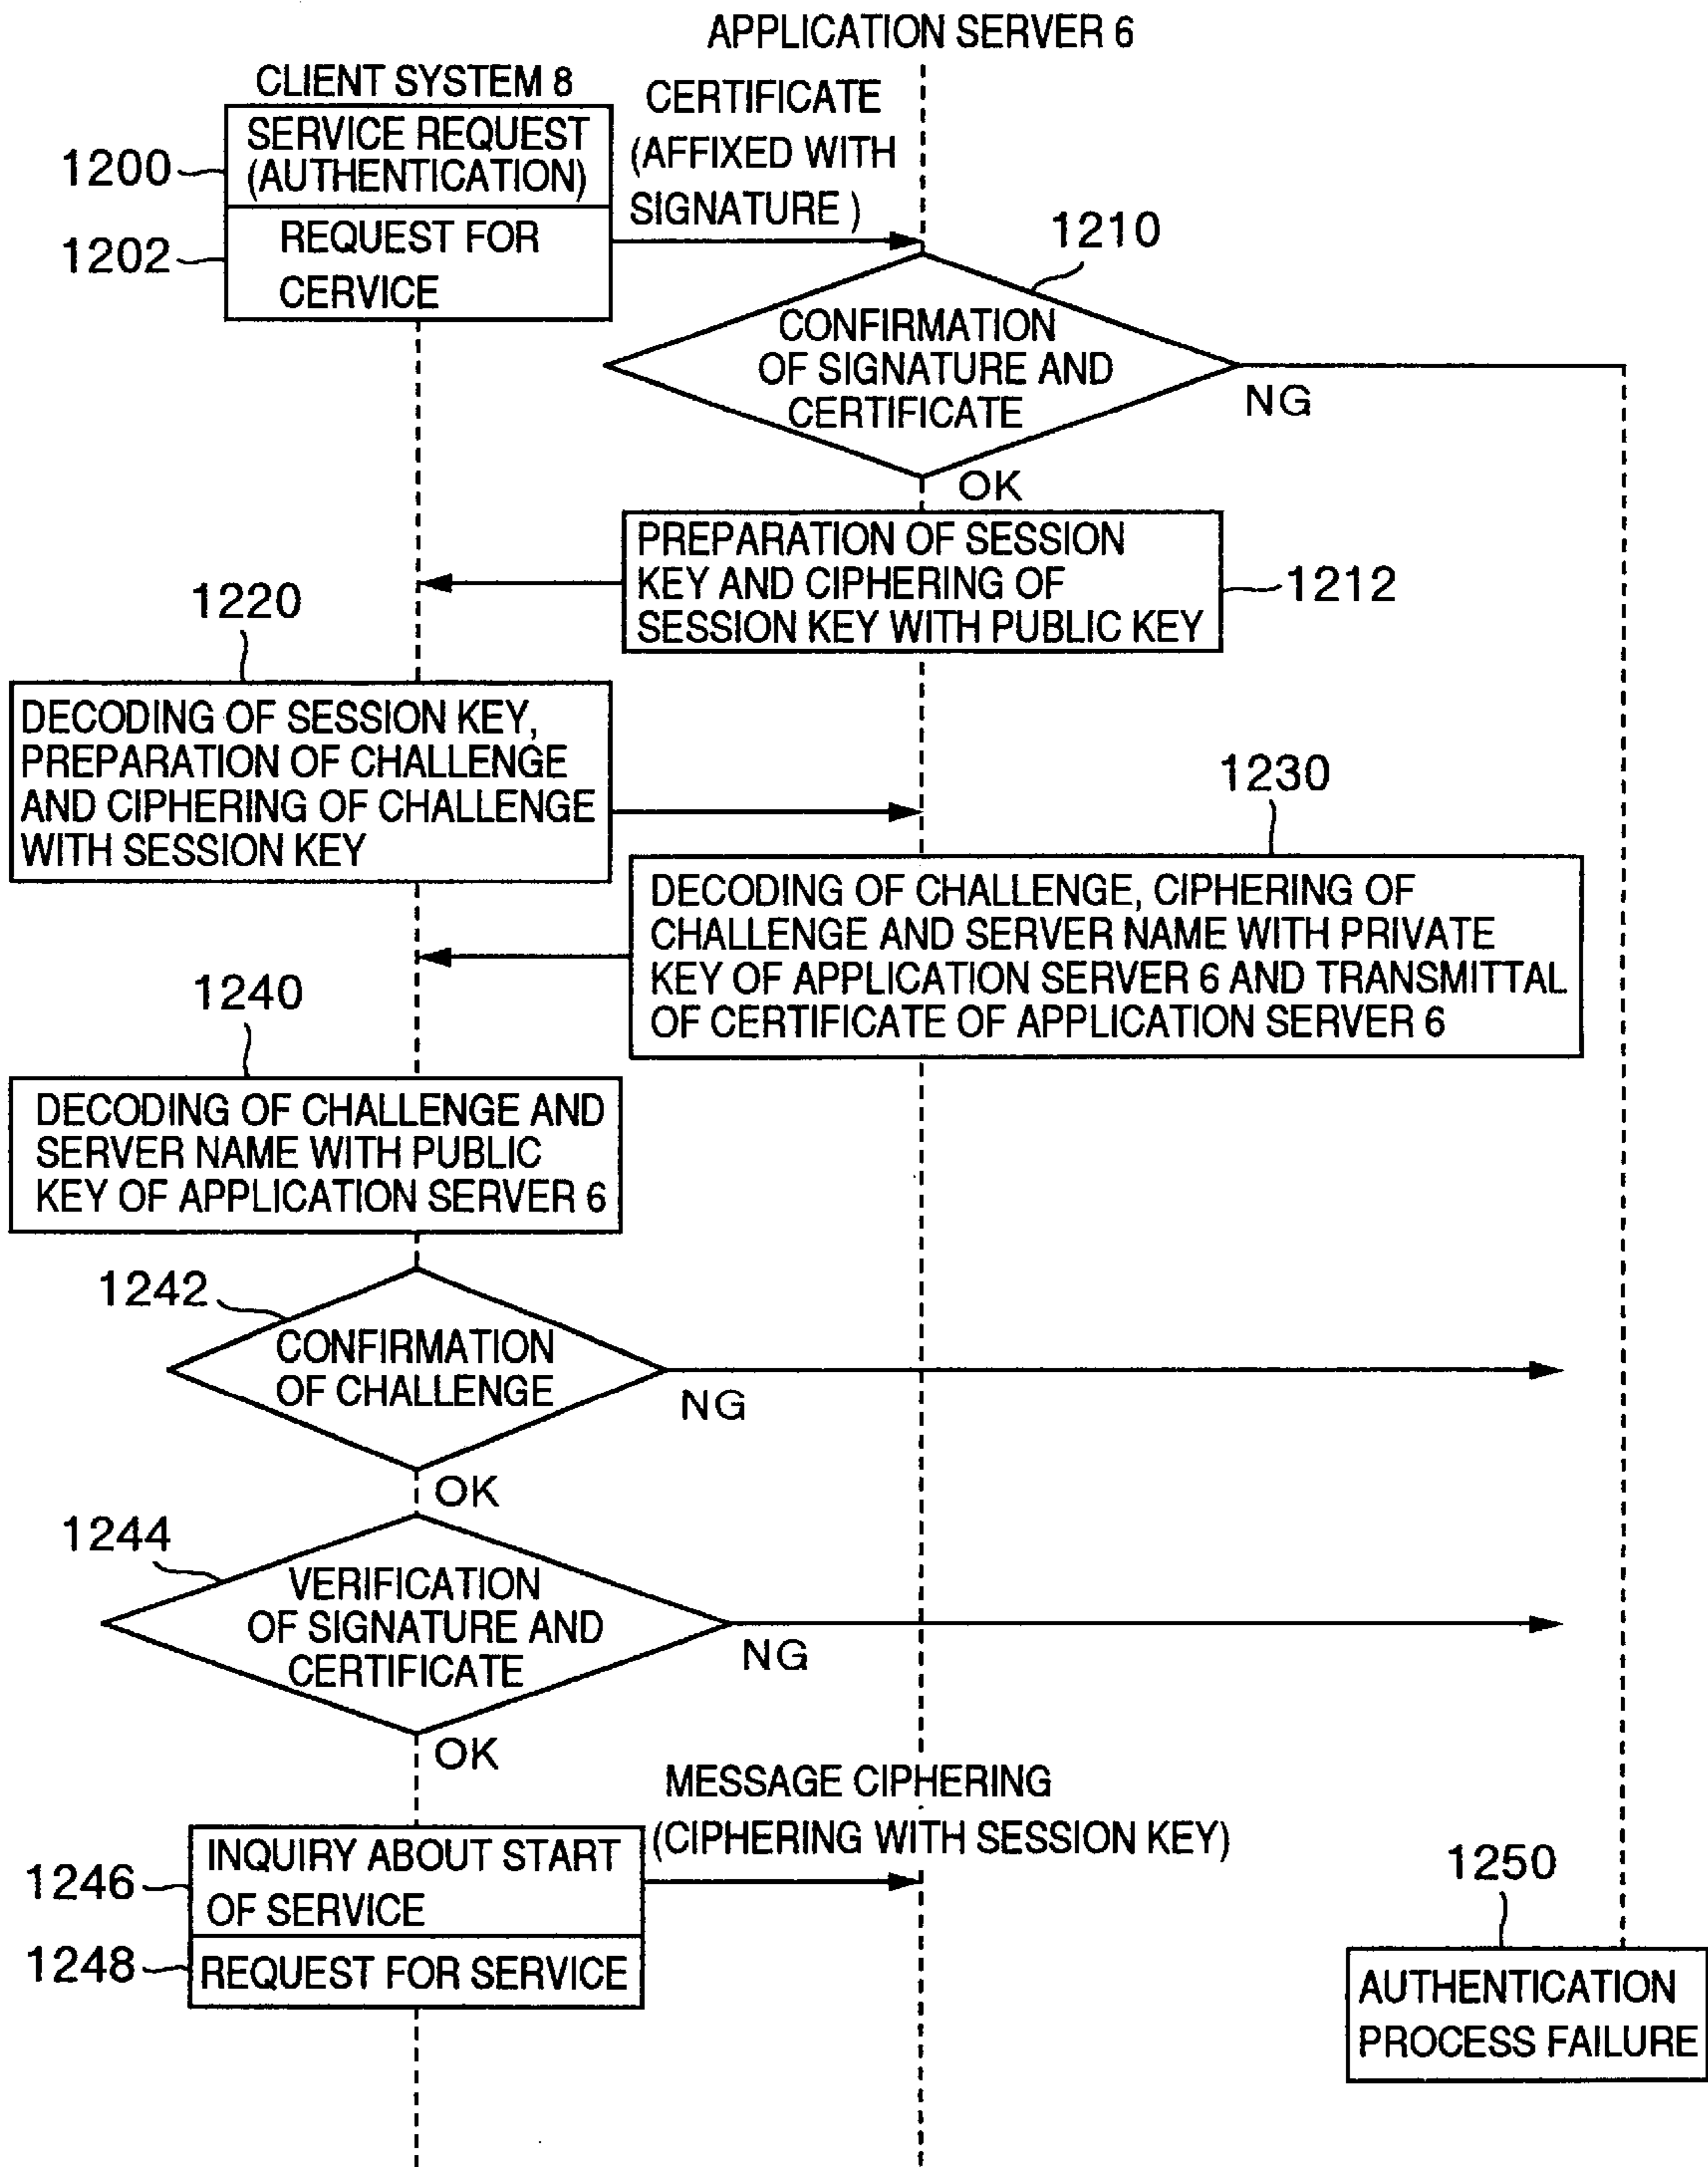 APPLICATION SERVER 6
CLIENT SYSTEM 8
CERTIFICATE
(AFFIXED WITH
SIGNATURE )
1200
SERVICE REQUEST
(AUTHENTICATION)
1202
REQUEST FOR
CERVICE
1210
CONFIRMATION
OF SIGNATURE AND
CERTIFICATE
NG
OK
PREPARATION OF SESSION
KEY AND CIPHERING OF
SESSION KEY WITH PUBLIC KEY
1212
1220
DECODING OF SESSION KEY,
PREPARATION OF CHALLENGE
AND CIPHERING OF CHALLENGE
WITH SESSION KEY
1230
DECODING OF CHALLENGE, CIPHERING OF
CHALLENGE AND SERVER NAME WITH PRIVATE
KEY OF APPLICATION SERVER 6 AND TRANSMITTAL
OF CERTIFICATE OF APPLICATION SERVER 6
1240
DECODING OF CHALLENGE AND
SERVER NAME WITH PUBLIC
KEY OF APPLICATION SERVER 6
1242
CONFIRMATION
OF CHALLENGE
NG
OK
1244
VERIFICATION
OF SIGNATURE AND
CERTIFICATE
NG
OK
MESSAGE CIPHERING
(CIPHERING WITH SESSION KEY)
1246
INQUIRY ABOUT START
OF SERVICE
1248
REQUEST FOR SERVICE
1250
AUTHENTICATION
PROCESS FAILURE